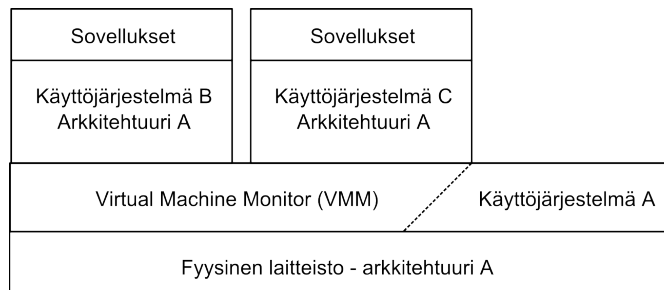 Sovellukset
Käyttöjärjestelmä B
Arkkitehtuuri A
Sovellukset
Käyttöjärjestelmä C
Arkkitehtuuri A
Virtual Machine Monitor (VMM)
Käyttöjärjestelmä A
Fyysinen laitteisto - arkkitehtuuri A